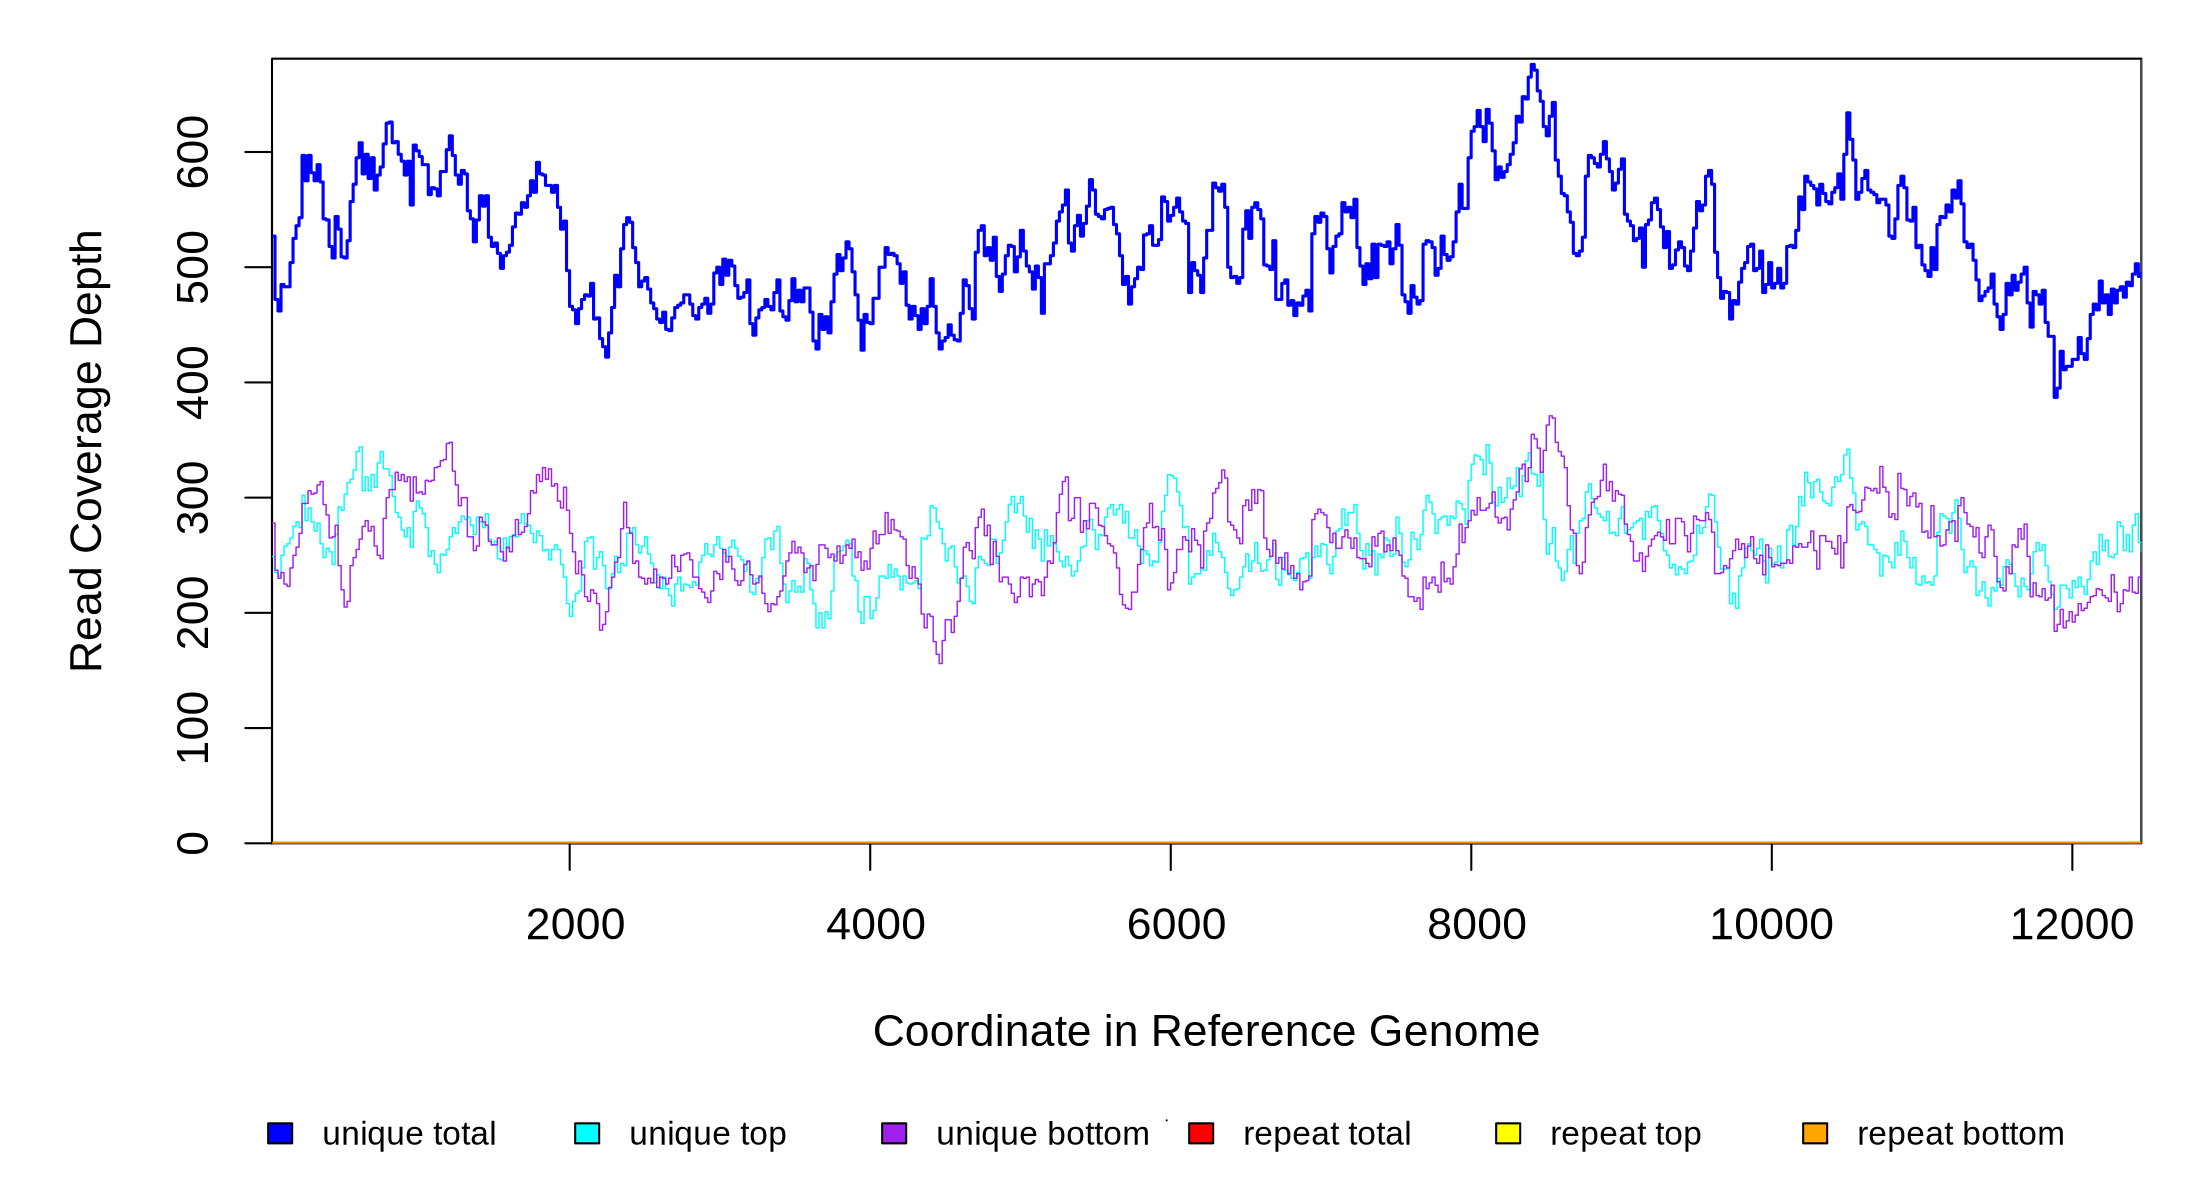 Read Coverage Depth
600
500
400
300
200
100
0
2000 4000 6000 8000 10000 12000
Coordinate in Reference Genome
unique total unique top unique bottom repeat total repeat top repeat bottom